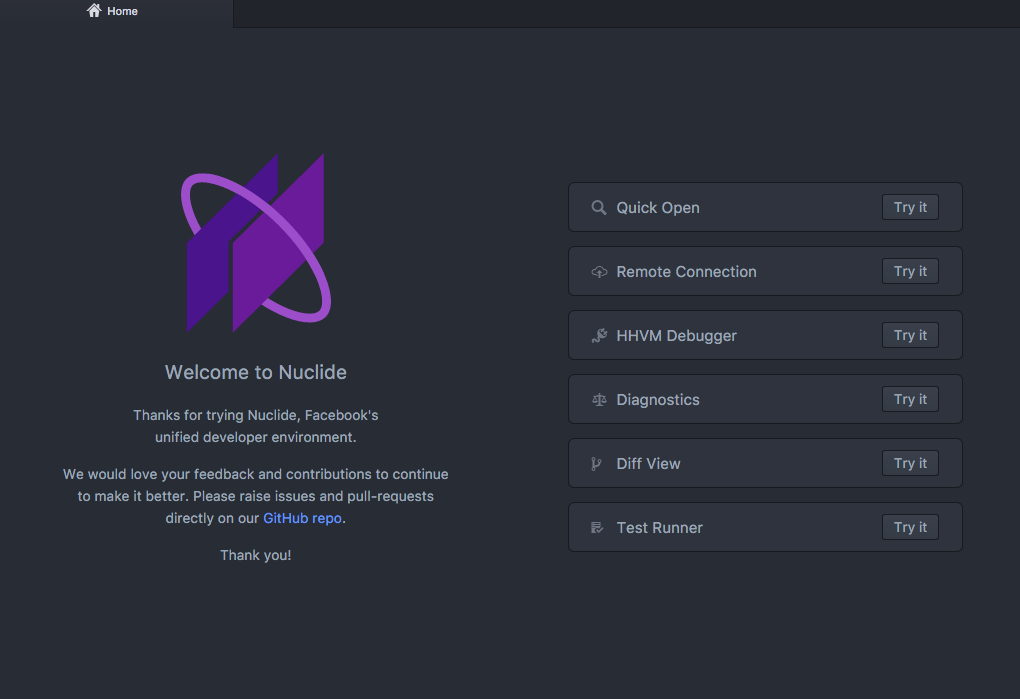 Home
Welcome to Nuclide
Thanks for trying Nuclide, Facebook's
unified developer environment.
We would love your feedback and contributions to continue
to make it better. Please raise issues and pull-requests
directly on our GitHub repo.
Thank you!
Quick Open Try it
Remote Connection Try it
HHVM Debugger Try it
Diagnostics Try it
Diff View Try it
Test Runner Try it